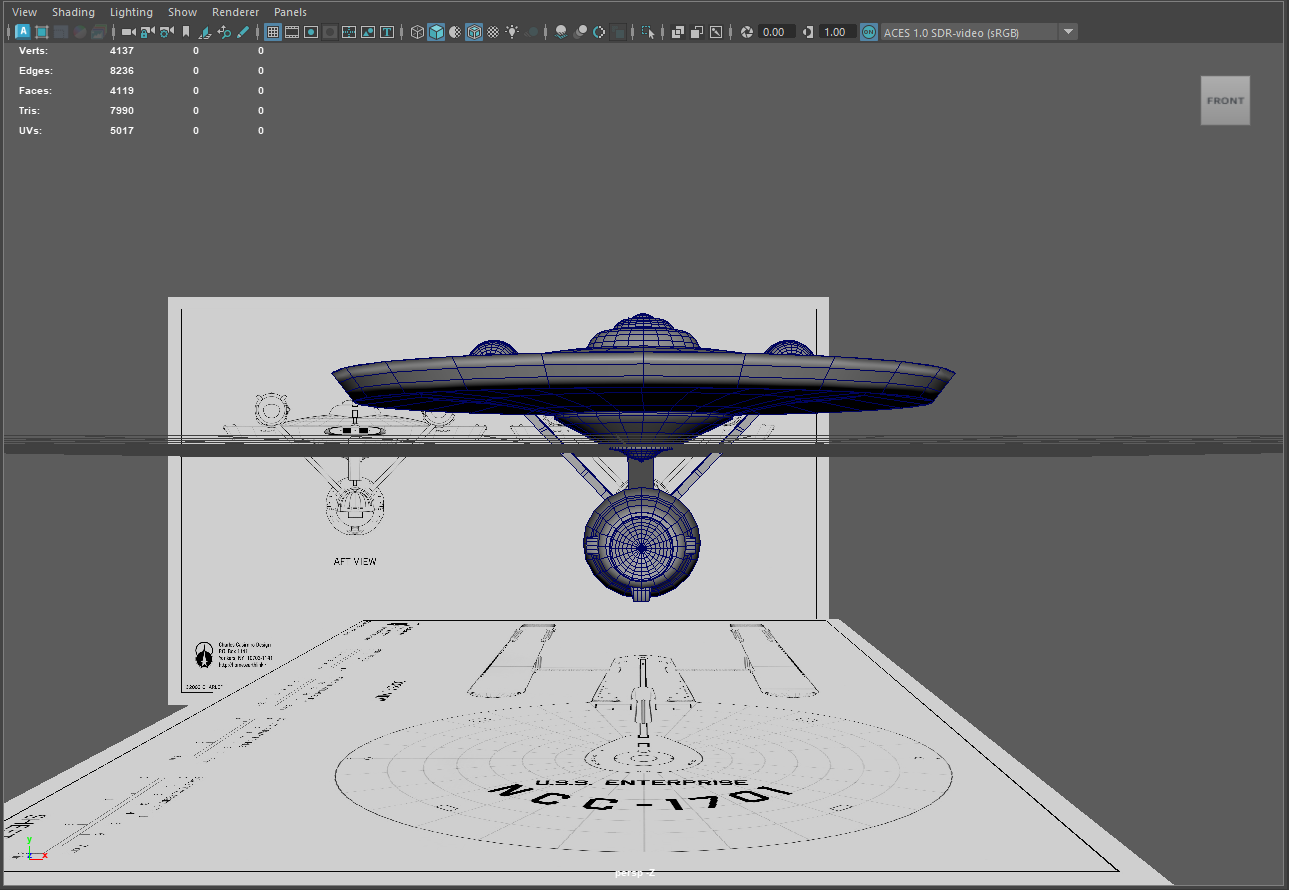 View Shading Lighting Show Renderer Panels
A T 0.00 1.00 ON ACES 1.0 SDR-video (sRGB)
Verts: 4137 0 0
Edges: 8236 0 0
Faces: 4119 0 0
Tris: 7990 0 0
UVs: 5017 0 0
FRONT
AFT VIEW
U.S.S. ENTERPRISE
NCC-1701
y
z x
persp -Z